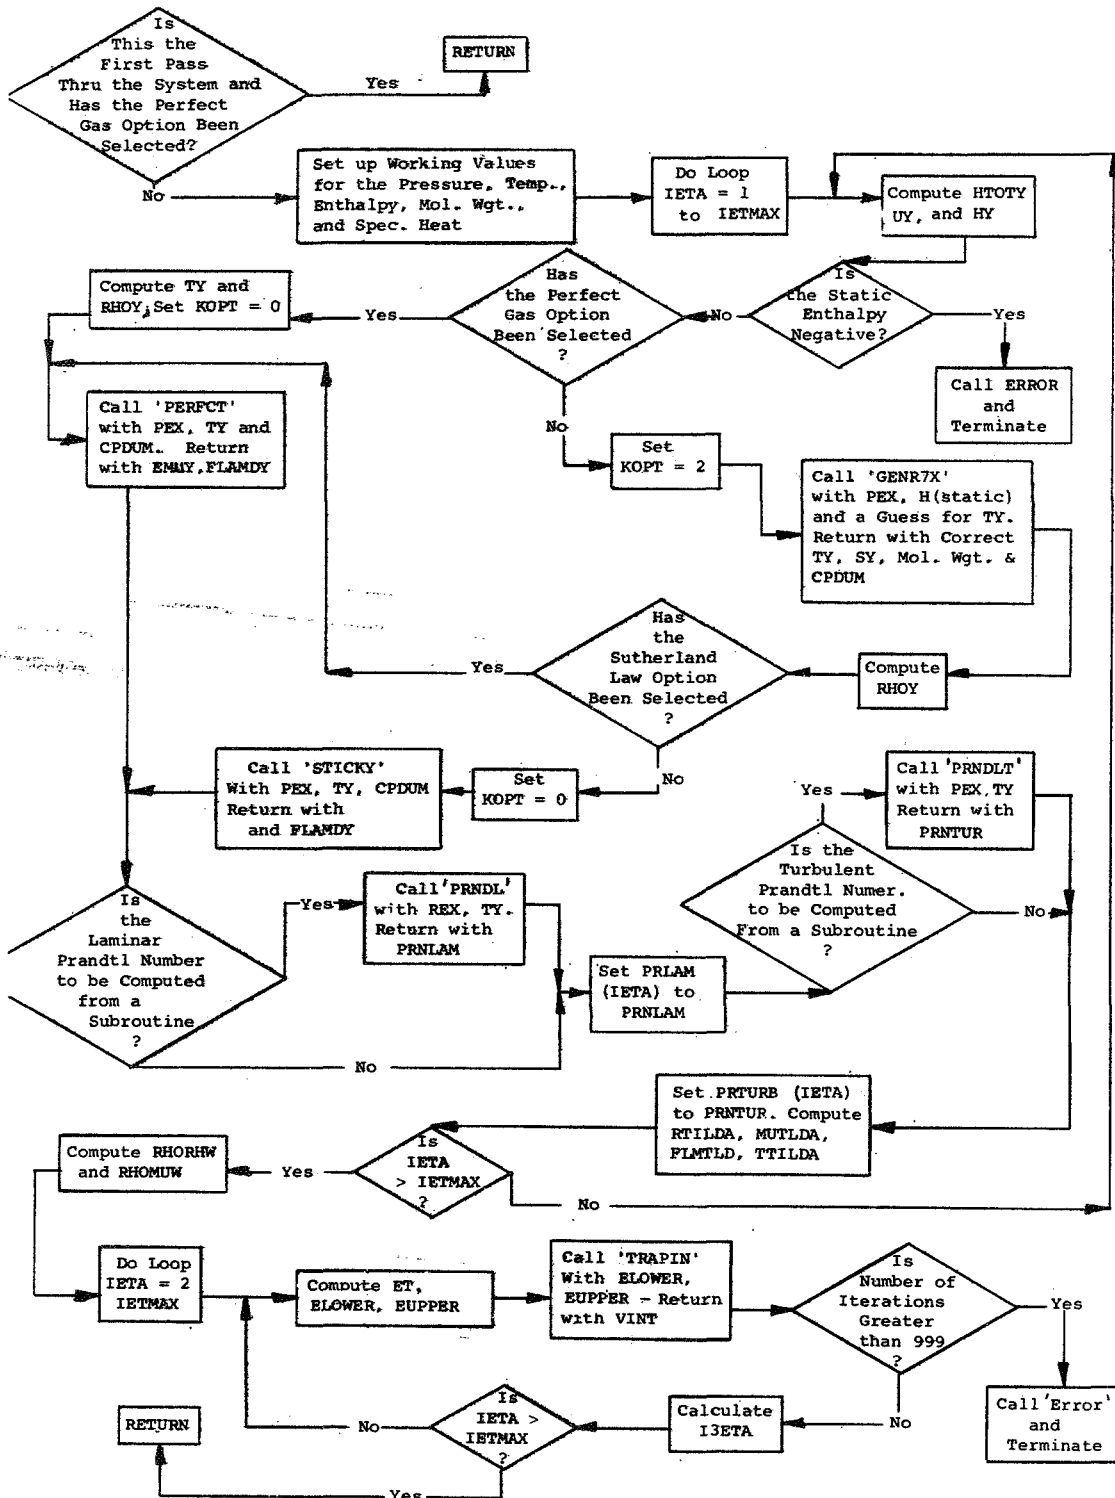 Is
This the
First Pass
Thru the System and
Has the Perfect
Gas Option Been
Selected?
Yes
RETURN
No
Set up Working Values
for the Pressure, Temp.,
Enthalpy, Mol. Wgt.,
and Spec. Heat
Do Loop
IETA = 1
to IETMAX
Compute HTOTY
UY, and HY
Is
the Static
Enthalpy
Negative?
Yes
Call ERROR
and
Terminate
No
Has
the Perfect
Gas Option
Been Selected
?
Yes
Compute TY and
RHOY, Set KOPT = 0
Call 'PERFCT'
with PEX, TY and
CPDUM. Return
with EMUY, FLAMDY
No
Set
KOPT = 2
Call 'GENR7X'
with PEX, H(static)
and a Guess for TY.
Return with Correct
TY, SY, Mol. Wgt. &
CPDUM
Compute
RHOY
Has
the
Sutherland
Law Option
Been Selected
?
Yes
No
Set
KOPT = 0
Call 'STICKY'
With PEX, TY, CPDUM
Return with
and FLAMDY
Is
the
Laminar
Prandtl Number
to be Computed
from a
Subroutine
?
Yes
Call'PRNDL'
with REX, TY.
Return with
PRNLAM
No
Set PRLAM
(IETA) to
PRNLAM
Is the
Turbulent
Prandtl Numer.
to be Computed
From a Subroutine
?
Yes
Call'PRNDLT'
with PEX,TY
Return with
PRNTUR
No
Set PRTURB (IETA)
to PRNTUR. Compute
RTILDA, MUTLDA,
FLMTLD, TTILDA
Is
IETA
> IETMAX
?
No
Yes
Compute RHORHW
and RHOMUW
Do Loop
IETA = 2
IETMAX
Compute ET,
ELOWER, EUPPER
Call 'TRAPIN'
With ELOWER,
EUPPER - Return
with VINT
Is
Number of
Iterations
Greater
than 999
?
Yes
Call'Error'
and
Terminate
No
Calculate
I3ETA
Is
IETA >
IETMAX
?
No
Yes
RETURN